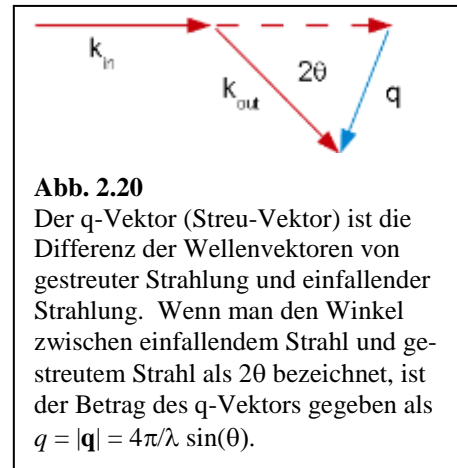 k_in
2θ
k_out
q
Abb. 2.20
Der q-Vektor (Streu-Vektor) ist die
Differenz der Wellenvektoren von
gestreuter Strahlung und einfallender
Strahlung.  Wenn man den Winkel
zwischen einfallendem Strahl und ge-
streutem Strahl als 2θ bezeichnet, ist
der Betrag des q-Vektors gegeben als
q = |q| = 4π/λ sin(θ).